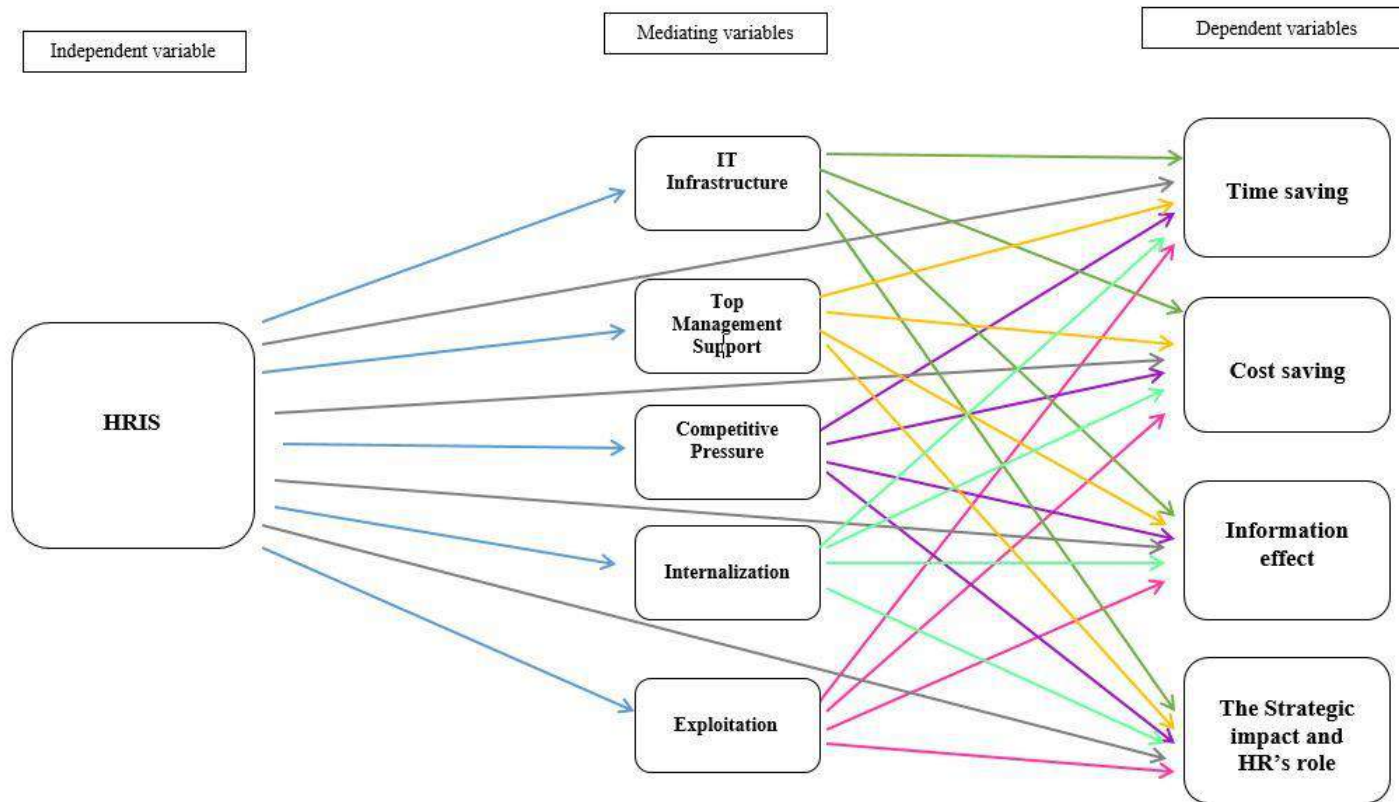 Independent variable
Mediating variables
Dependent variables
HRIS
IT
Infrastructure
Top
Management
Support
Competitive
Pressure
Internalization
Exploitation
Time saving
Cost saving
Information
effect
The Strategic
impact and
HR’s role